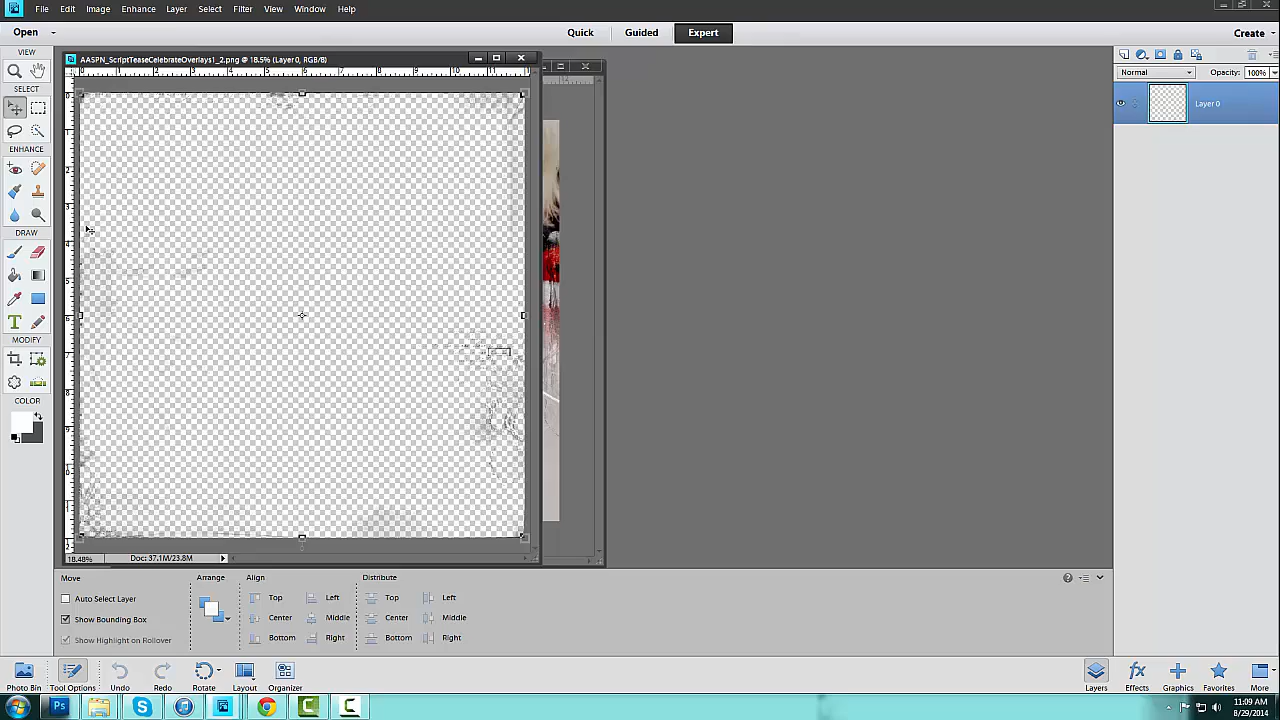 File Edit Image Enhance Layer Select Filter View Window Help
Open Quick Guided Expert Create
VIEW
SELECT
ENHANCE
DRAW
MODIFY
COLOR
AASPN_ScriptTeaseCelebrateOverlays1_2.png @ 18.5% (Layer 0, RGB/8)
18.48% Doc: 37.1M/23.8M
Normal Opacity: 100%
Layer 0
Move Arrange Align Distribute
Auto Select Layer Top Left Top Left
Show Bounding Box Center Middle Center Middle
Show Highlight on Rollover Bottom Right Bottom Right
Photo Bin Tool Options Undo Redo Rotate Layout Organizer Layers Effects Graphics Favorites More
11:09 AM
8/29/2014